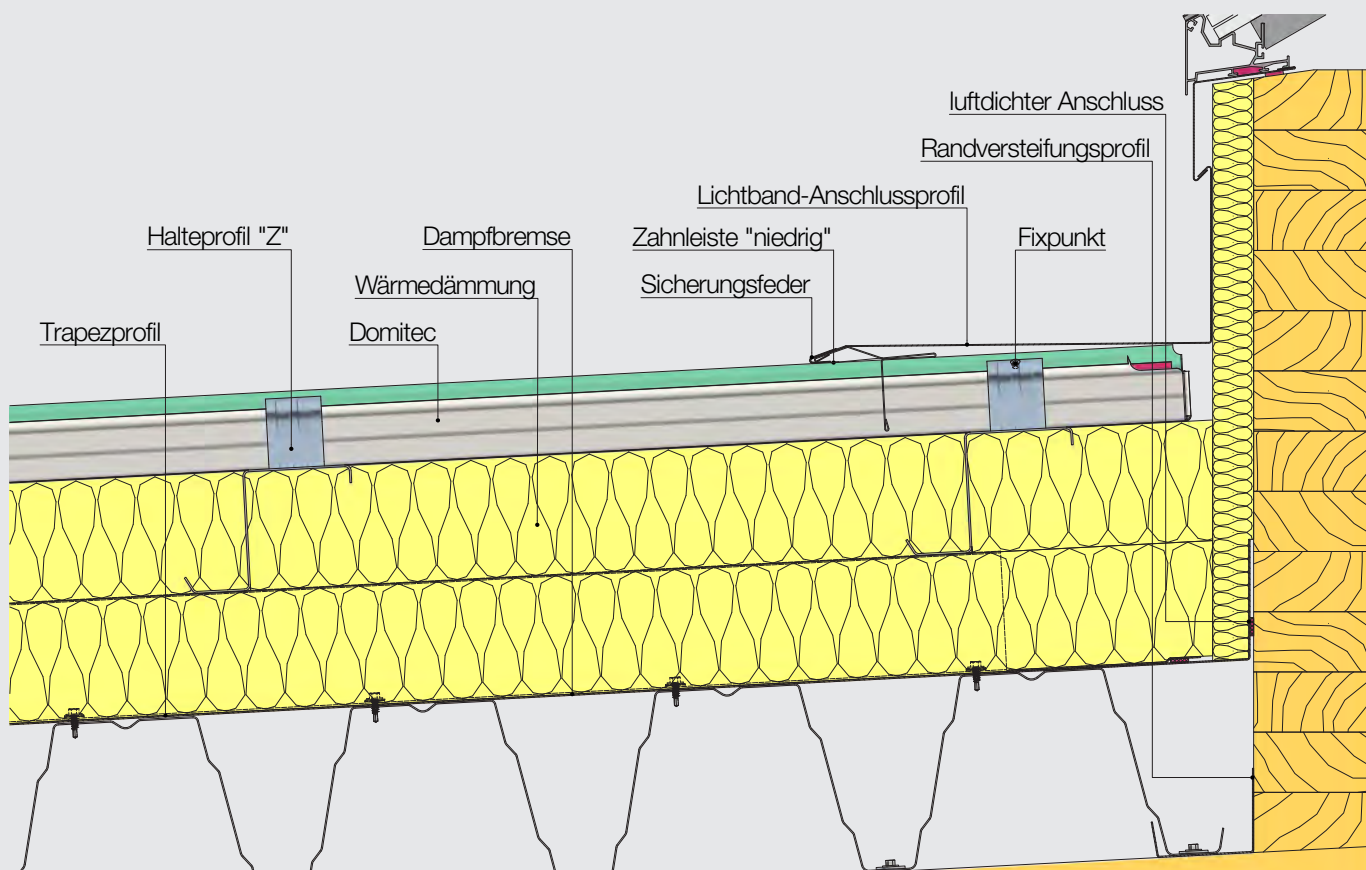 luftdichter Anschluss
Randversteifungsprofil
Lichtband-Anschlussprofil
Halteprofil "Z"
Dampfbremse
Zahnleiste "niedrig"
Fixpunkt
Wärmedämmung
Sicherungsfeder
Trapezprofil
Domitec